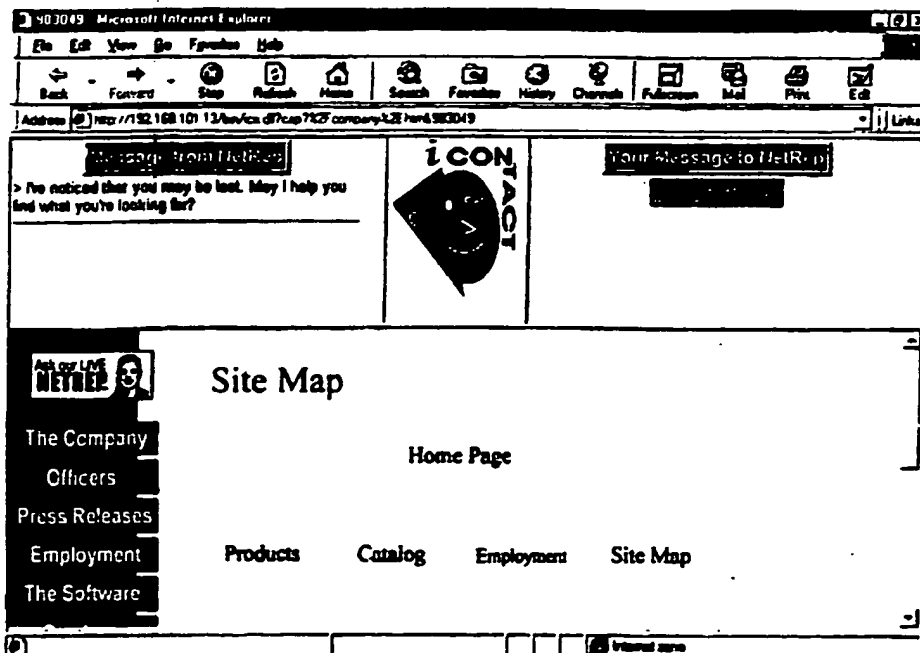 903049 Microsoft Internet Explorer
File Edit View Go Favorites Help
Back Forward Stop Refresh Home Search Favorites History Channels Fullscreen Mail Print Edit
Address Links
Message from NetRep
> I've noticed that you may be lost. May I help you
find what you're looking for?
i CONTACT
Your Message to NetRep
Ask our LIVE
NETREP
The Company
Officers
Press Releases
Employment
The Software
Site Map
Home Page
Products Catalog Employment Site Map
Internet zone